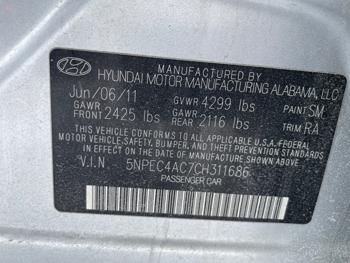 MANUFACTURED BY
HYUNDAI MOTOR MANUFACTURING ALABAMA, LLC
Jun/06/11 GVWR 4299 lbs PAINT SM
GAWR FRONT 2425 lbs GAWR REAR 2116 lbs TRIM RA
THIS VEHICLE CONFORMS TO ALL APPLICABLE U.S. FEDERAL
MOTOR VEHICLE SAFETY, BUMPER, AND THEFT PREVENTION STANDARDS
IN EFFECT ON THE DATE OF MANUFACTURE SHOWN ABOVE.
V.I.N. 5NPEC4AC7CH311686
PASSENGER CAR